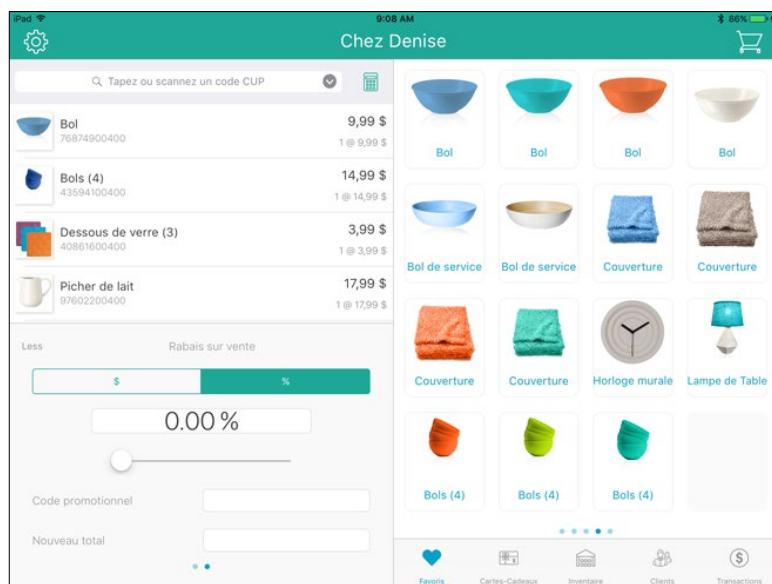 iPad
9:08 AM
86%
Chez Denise
Tapez ou scannez un code CUP
Bol
9,99 $
76874900400
1 @ 9,99 $
Bols (4)
14,99 $
43594100400
1 @ 14,99 $
Dessous de verre (3)
3,99 $
40861600400
1 @ 3,99 $
Picher de lait
17,99 $
97602200400
1 @ 17,99 $
Less
Rabais sur vente
$
%
0.00 %
Code promotionnel
Nouveau total
Bol
Bol
Bol
Bol
Bol de service
Bol de service
Couverture
Couverture
Couverture
Couverture
Horloge murale
Lampe de Table
Bols (4)
Bols (4)
Bols (4)
Favoris
Cartes-Cadeaux
Inventaire
Clients
$
Transactions